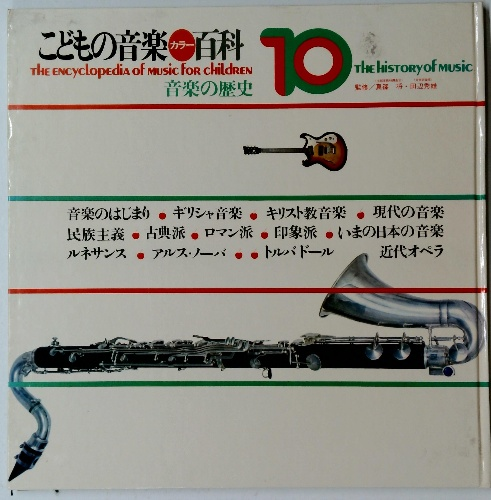 こどもの音楽カラー百科
THE ENCYCLOPEDIA OF MUSIC FOR CHILDREN
音楽の歴史
10
THE HISTORY OF MUSIC
監修/
音楽のはじまり ● ギリシャ音楽 ● キリスト教音楽 ● 現代の音楽
民族主義 ● 古典派 ● ロマン派 ● 印象派 ● いまの日本の音楽
ルネサンス ● アルス・ノーバ ● ● トルバドール 近代オペラ